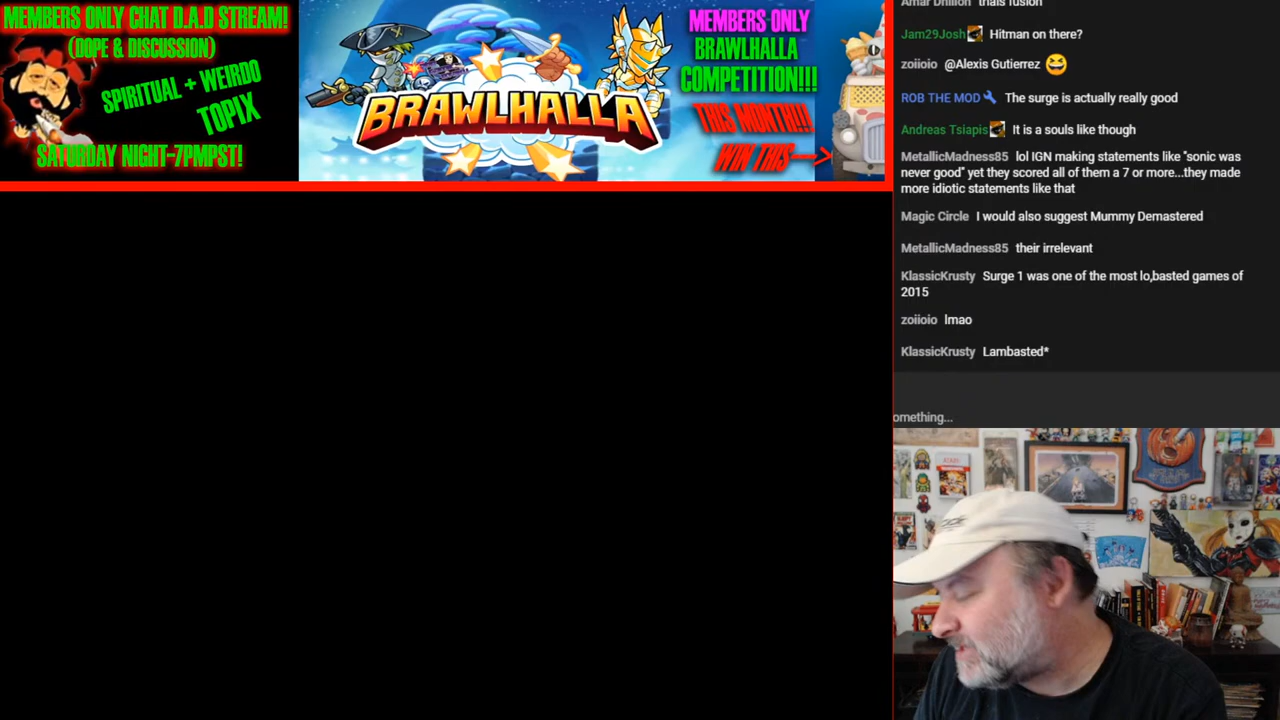 MEMBERS ONLY CHAT D.A.D STREAM!
(DOPE & DISCUSSION)
SPIRITUAL + WEIRDO
TOPIX
SATURDAY NIGHT-7PMPST!
BRAWLHALLA
MEMBERS ONLY
BRAWLHALLA
COMPETITION!!!
THIS MONTH!!!
WIN THIS-->
Amar Dhillon thats fusion
Jam29Josh Hitman on there?
zoiioio @Alexis Gutierrez
ROB THE MOD The surge is actually really good
Andreas Tsiapis It is a souls like though
MetallicMadness85 lol IGN making statements like "sonic was
never good" yet they scored all of them a 7 or more...they made
more idiotic statements like that
Magic Circle I would also suggest Mummy Demastered
MetallicMadness85 their irrelevant
KlassicKrusty Surge 1 was one of the most lo,basted games of
2015
zoiioio lmao
KlassicKrusty Lambasted*
omething...